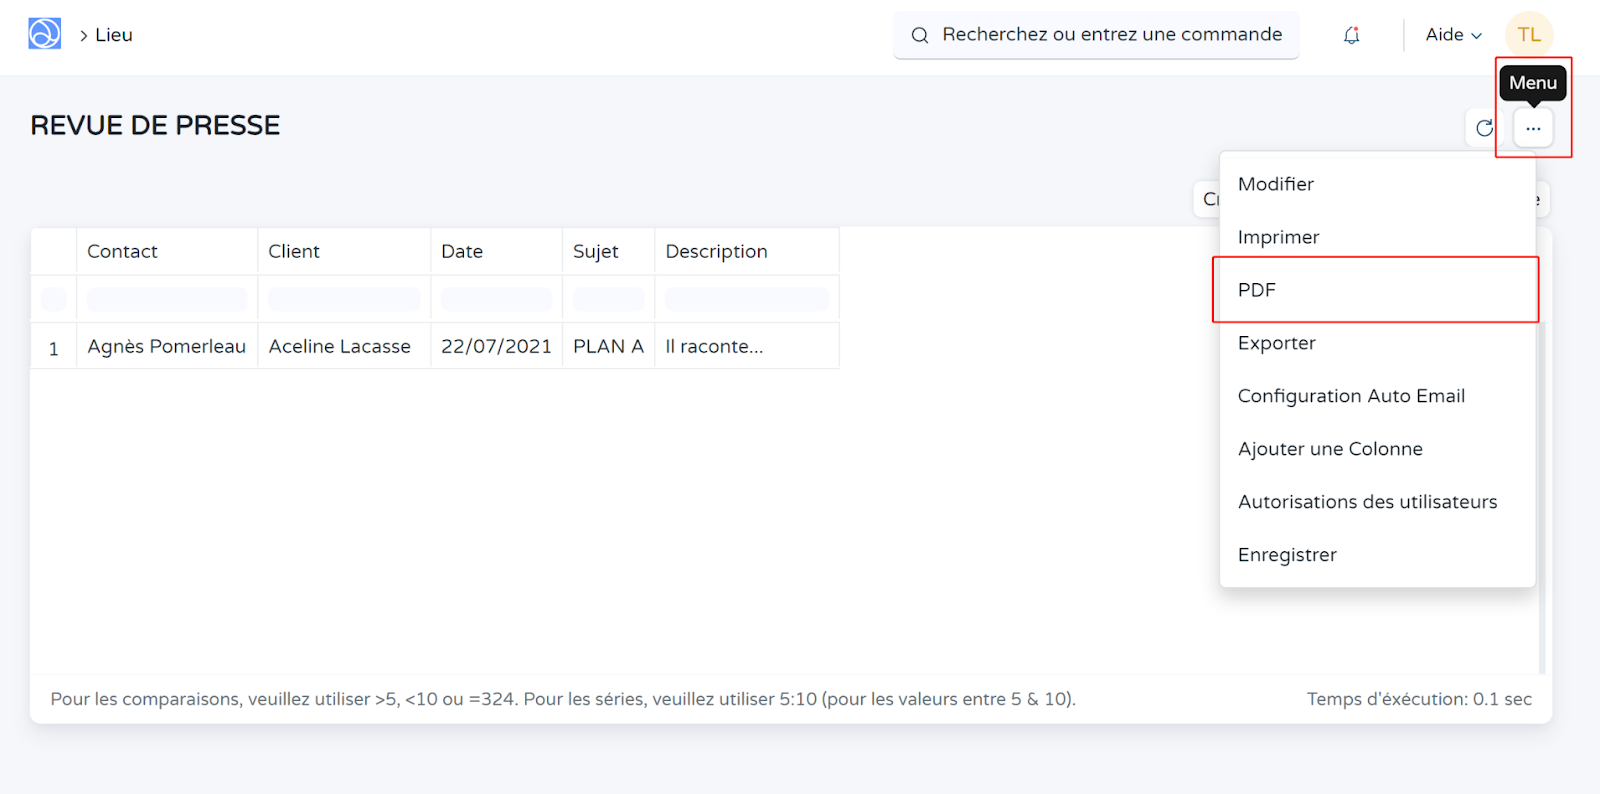 Lieu
Recherchez ou entrez une commande
Aide
TL
Menu
REVUE DE PRESSE
...
Modifier
Imprimer
PDF
Exporter
Configuration Auto Email
Ajouter une Colonne
Autorisations des utilisateurs
Enregistrer
Contact Client Date Sujet Description
1 Agnès Pomerleau Aceline Lacasse 22/07/2021 PLAN A Il raconte...
Pour les comparaisons, veuillez utiliser >5, <10 ou =324. Pour les séries, veuillez utiliser 5:10 (pour les valeurs entre 5 & 10).
Temps d'éxécution: 0.1 sec